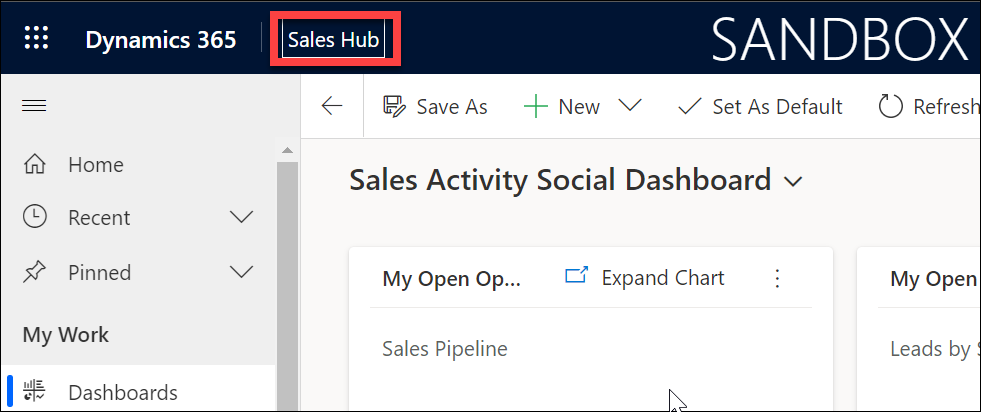 Dynamics 365 Sales Hub SANDBOX
Save As New Set As Default Refresh
Home
Recent
Pinned
My Work
Dashboards
Sales Activity Social Dashboard
My Open Op... Expand Chart
Sales Pipeline
My Open
Leads by S